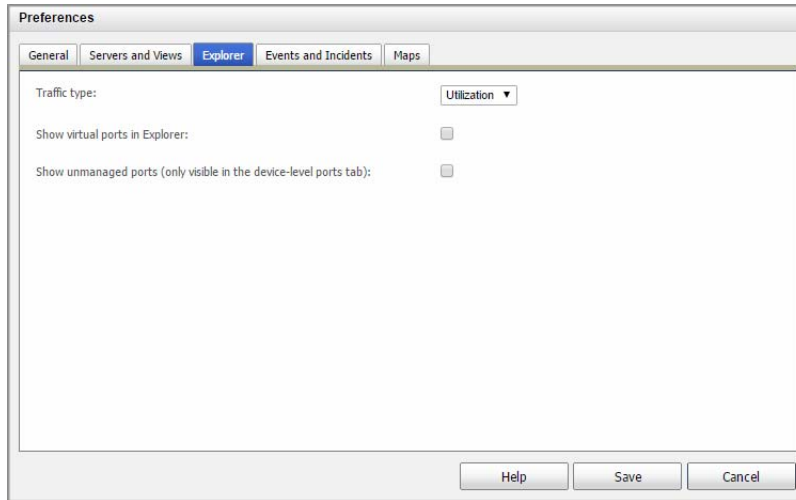 Preferences
General Servers and Views Explorer Events and Incidents Maps
Traffic type: Utilization ▼
Show virtual ports in Explorer:
Show unmanaged ports (only visible in the device-level ports tab):
Help Save Cancel